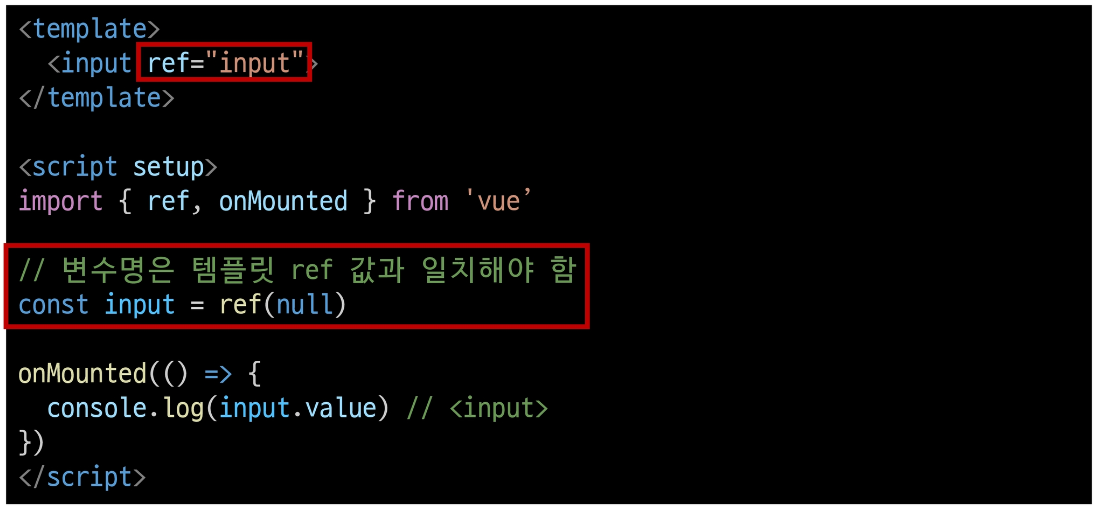 <template>
  <input ref="input">
</template>

<script setup>
import { ref, onMounted } from 'vue’

// 변수명은 템플릿 ref 값과 일치해야 함
const input = ref(null)

onMounted(() => {
  console.log(input.value) // <input>
})
</script>